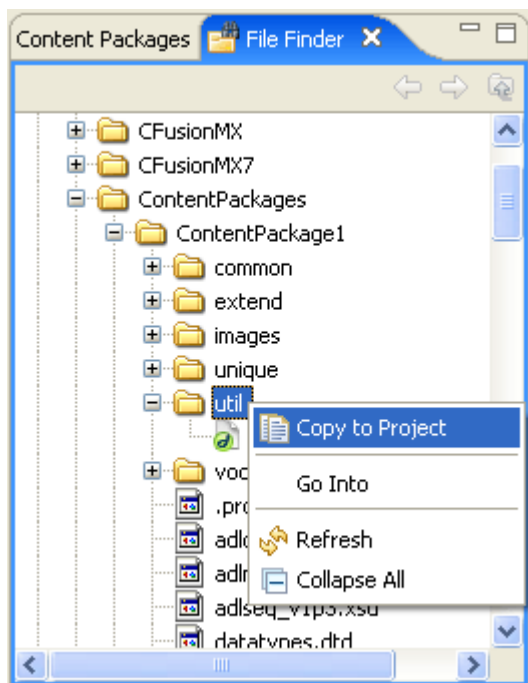 Content Packages File Finder
CFusionMX
CFusionMX7
ContentPackages
ContentPackage1
common
extend
images
unique
util
Copy to Project
Go Into
.pro
Refresh
Collapse All
adlseq_v1p3.xsd
datatypes.dtd